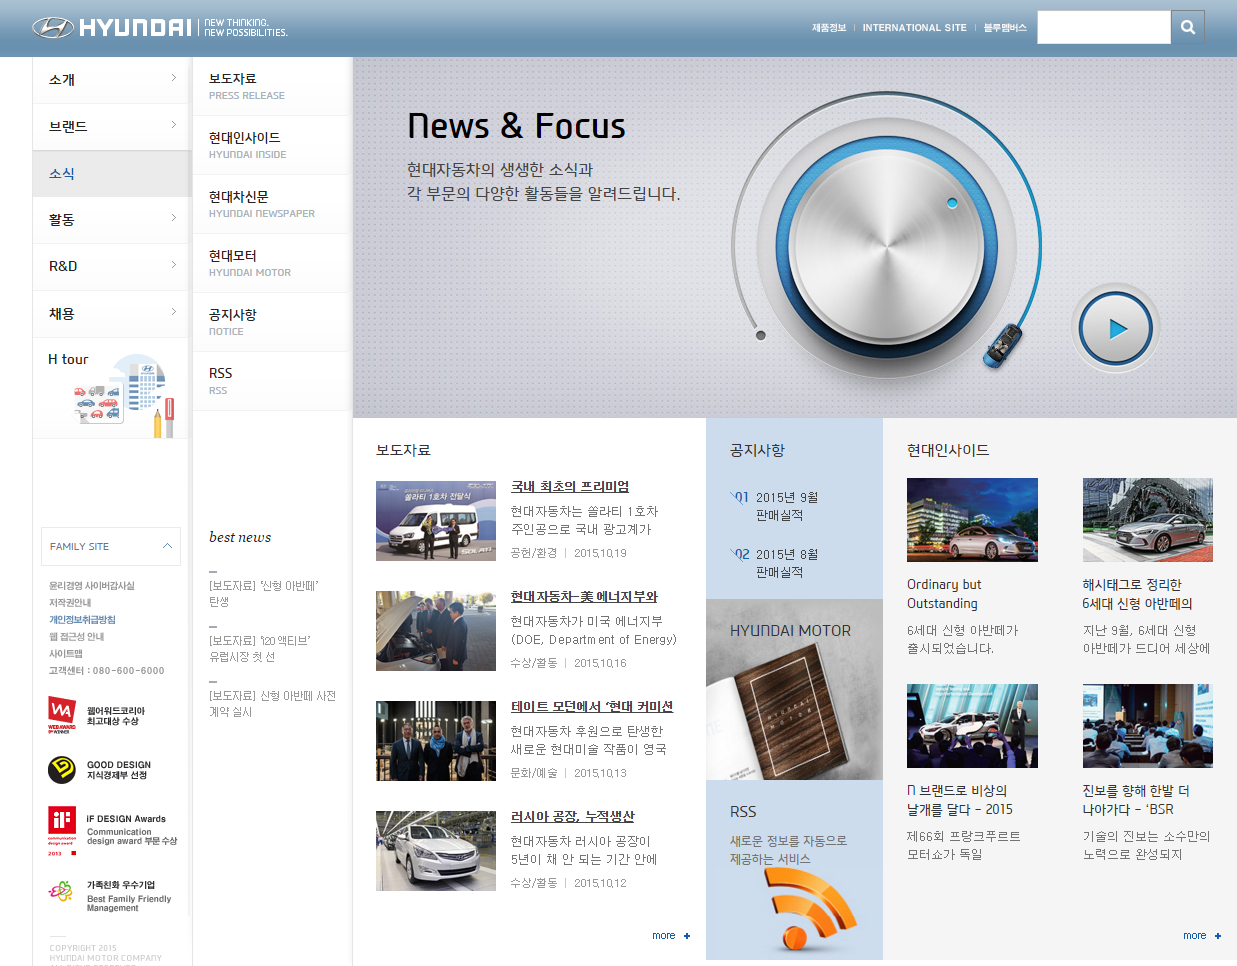 HYUNDAI
NEW THINKING.
NEW POSSIBILITIES.
제품정보
INTERNATIONAL SITE
블루멤버스
소개
브랜드
소식
활동
R&D
채용
H tour
보도자료
PRESS RELEASE
현대인사이드
HYUNDAI INSIDE
현대차신문
HYUNDAI NEWSPAPER
현대모터
HYUNDAI MOTOR
공지사항
NOTICE
RSS
RSS
News & Focus
현대자동차의 생생한 소식과
각 부문의 다양한 활동들을 알려드립니다.
FAMILY SITE
윤리경영 사이버감사실
저작권안내
개인정보취급방침
웹 접근성 안내
사이트맵
고객센터 : 080-600-6000
웹어워드코리아
최고대상 수상
GOOD DESIGN
지식경제부 선정
iF DESIGN Awards
Communication
design award 부문 수상
가족친화 우수기업
Best Family Friendly
Management
COPYRIGHT 2015
HYUNDAI MOTOR COMPANY
best news
[보도자료] '신형 아반떼'
탄생
[보도자료] 'i20 액티브'
유럽시장 첫 선
[보도자료] 신형 아반떼 사전
계약 실시
보도자료
쏠라티 1호차 전달식
SOLATI
국내 최초의 프리미엄
현대자동차는 쏠라티 1호차
주인공으로 국내 광고계가
공헌/환경 | 2015.10.19
현대자동차-美 에너지부와
현대자동차가 미국 에너지부
(DOE, Department of Energy)
수상/활동 | 2015.10.16
테이트 모던에서 '현대 커미션
현대자동차 후원으로 탄생한
새로운 현대미술 작품이 영국
문화/예술 | 2015.10.13
러시아 공장, 누적생산
현대자동차 러시아 공장이
5년이 채 안 되는 기간 안에
수상/활동 | 2015.10.12
more +
공지사항
01 2015년 9월
판매실적
02 2015년 8월
판매실적
HYUNDAI MOTOR
RSS
새로운 정보를 자동으로
제공하는 서비스
현대인사이드
Ordinary but
Outstanding
6세대 신형 아반떼가
출시되었습니다.
해시태그로 정리한
6세대 신형 아반떼의
지난 9월, 6세대 신형
아반떼가 드디어 세상에
N 브랜드로 비상의
날개를 달다 - 2015
제66회 프랑크푸르트
모터쇼가 독일
진보를 향해 한발 더
나아가다 - 'BSR
기술의 진보는 소수만의
노력으로 완성되지
more +